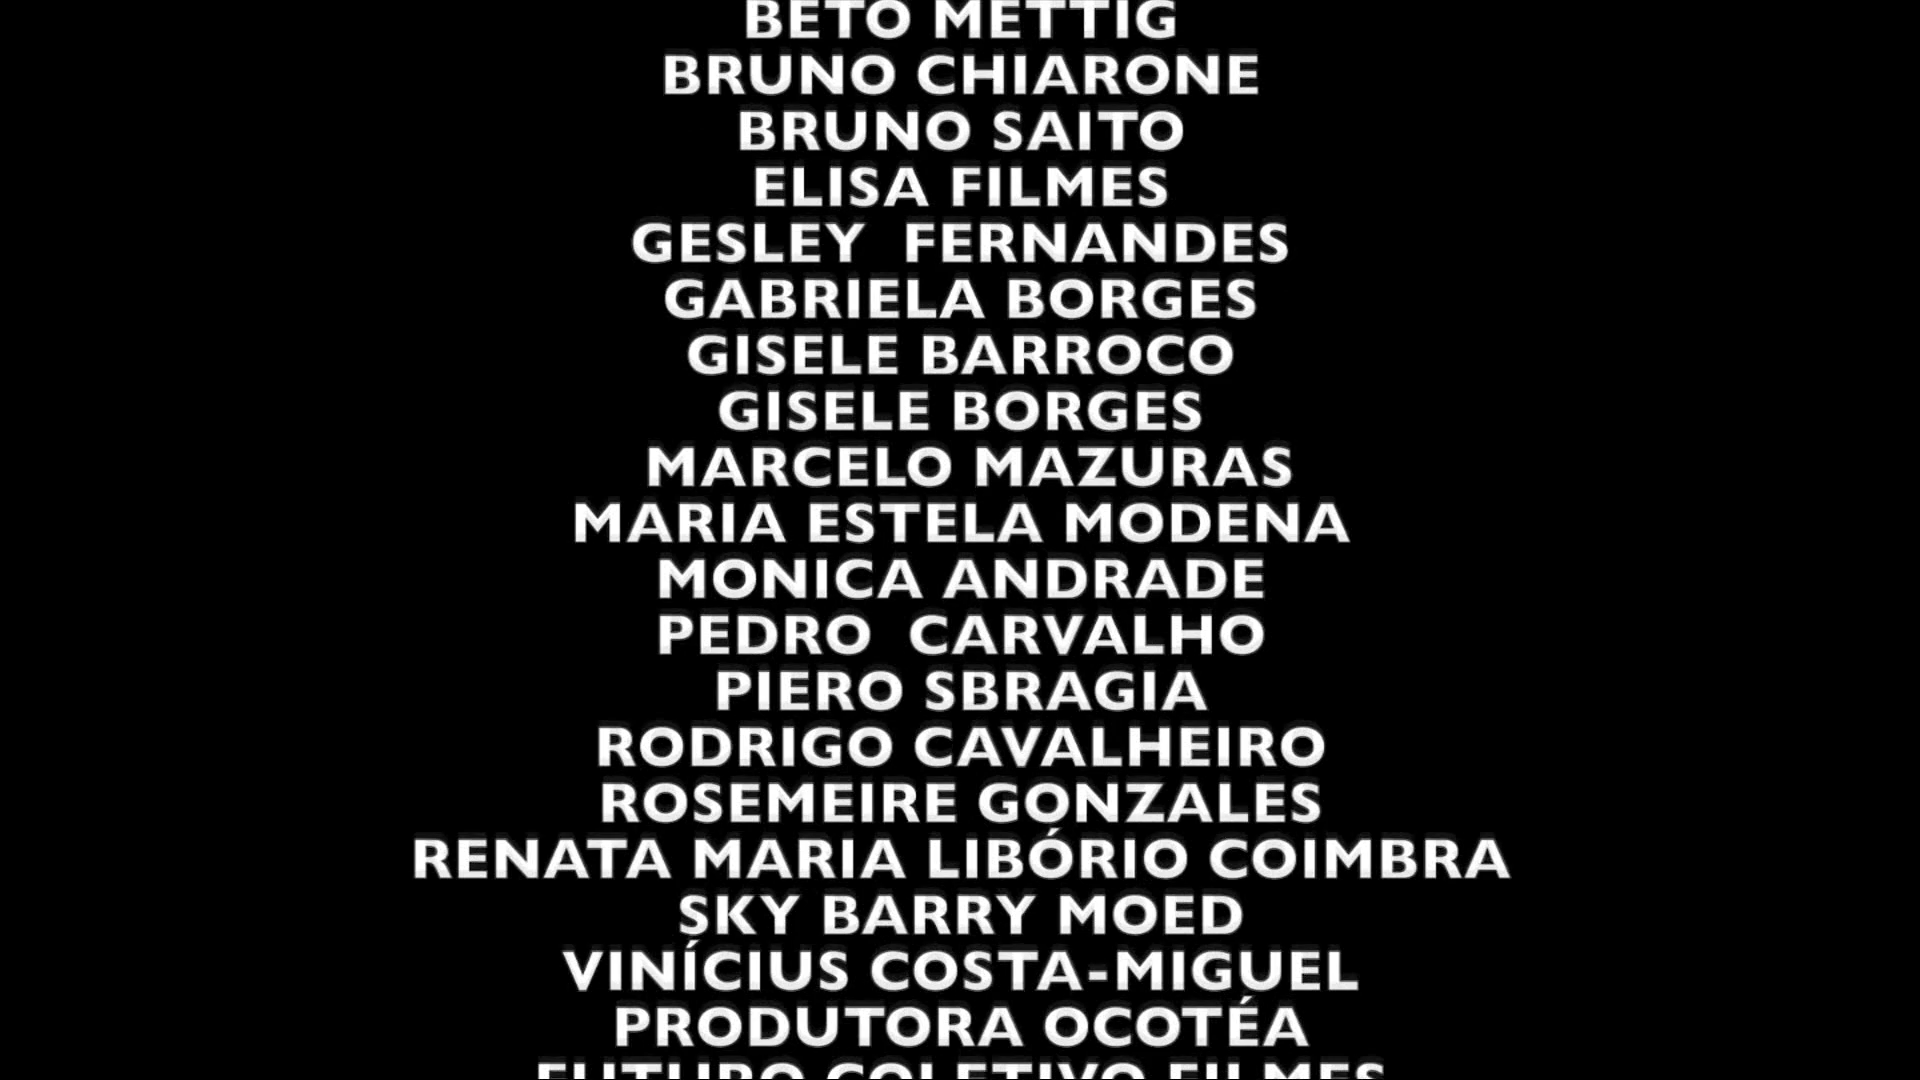 BETO METTIG
BRUNO CHIARONE
BRUNO SAITO
ELISA FILMES
GESLEY  FERNANDES
GABRIELA BORGES
GISELE BARROCO
GISELE BORGES
MARCELO MAZURAS
MARIA ESTELA MODENA
MONICA ANDRADE
PEDRO  CARVALHO
PIERO SBRAGIA
RODRIGO CAVALHEIRO
ROSEMEIRE GONZALES
RENATA MARIA LIBÓRIO COIMBRA
SKY BARRY MOED
VINÍCIUS COSTA-MIGUEL
PRODUTORA OCOTÉA
FUTURO COLETIVO FILMES